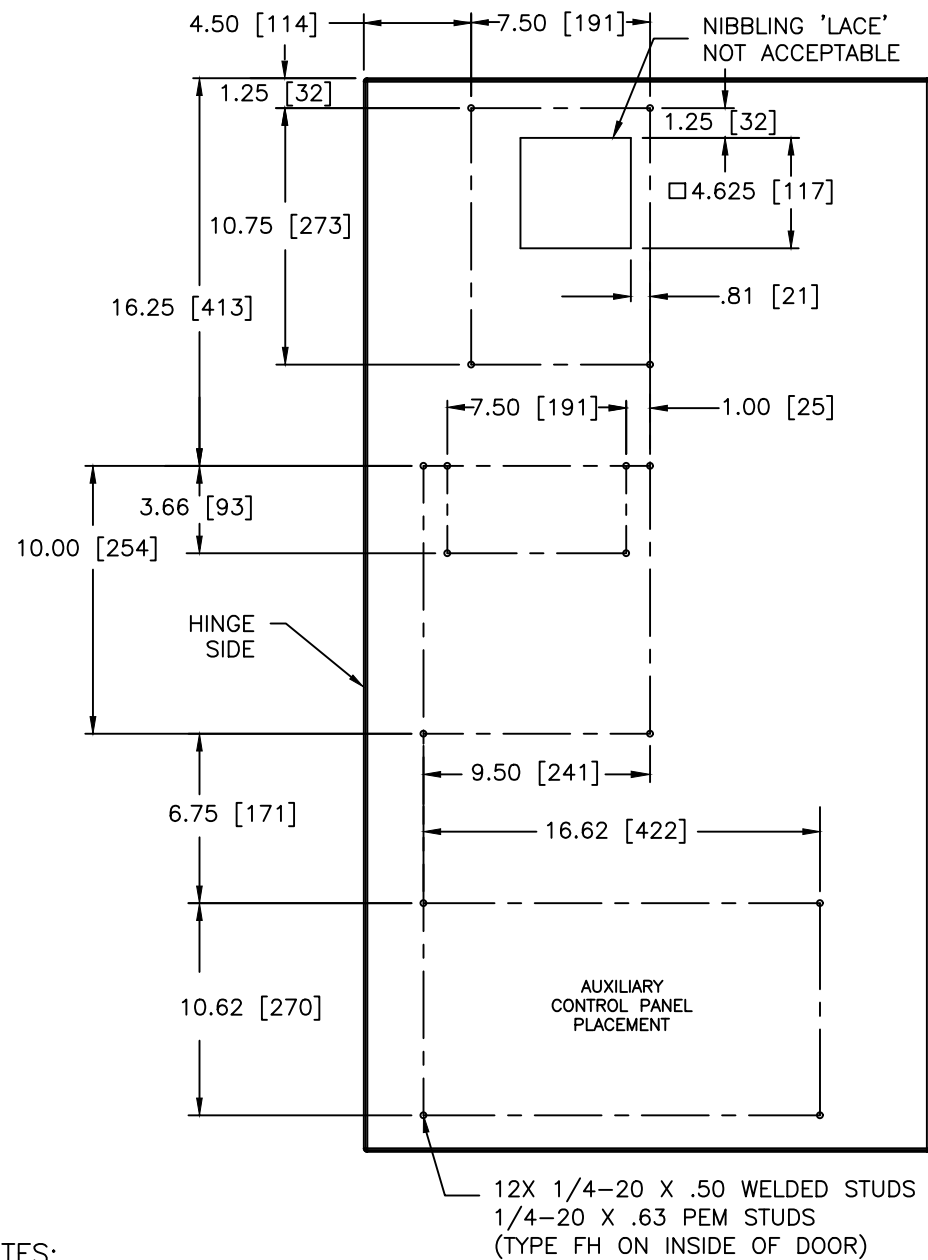 4.50 [114]
7.50 [191]
NIBBLING 'LACE'
NOT ACCEPTABLE
1.25 [32]
1.25 [32]
□4.625 [117]
10.75 [273]
.81 [21]
16.25 [413]
7.50 [191]
1.00 [25]
3.66 [93]
10.00 [254]
HINGE
SIDE
9.50 [241]
6.75 [171]
16.62 [422]
AUXILIARY
CONTROL PANEL
PLACEMENT
10.62 [270]
12X 1/4-20 X .50 WELDED STUDS
1/4-20 X .63 PEM STUDS
(TYPE FH ON INSIDE OF DOOR)
TES: